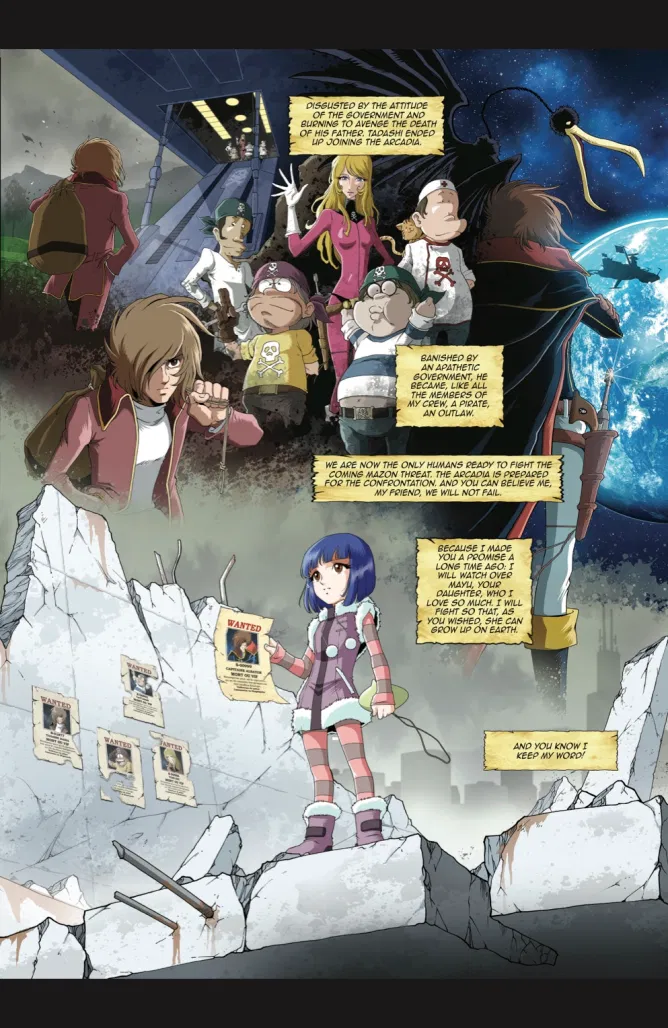 DISGUSTED BY THE ATTITUDE
OF THE GOVERNMENT AND
BURNING TO AVENGE THE DEATH
OF HIS FATHER. TADASHI ENDED
UP JOINING THE ARCADIA.
BANISHED BY
AN APATHETIC
GOVERNMENT, HE
BECAME, LIKE ALL
THE MEMBERS OF
MY CREW, A PIRATE,
AN OUTLAW.
WE ARE NOW THE ONLY HUMANS READY TO FIGHT THE
COMING MAZON THREAT. THE ARCADIA IS PREPARED
FOR THE CONFRONTATION. AND YOU CAN BELIEVE ME,
MY FRIEND, WE WILL NOT FAIL.
BECAUSE I MADE
YOU A PROMISE A
LONG TIME AGO: I
WILL WATCH OVER
MAYU, YOUR
DAUGHTER, WHO I
LOVE SO MUCH. I WILL
FIGHT SO THAT, AS
YOU WISHED, SHE CAN
GROW UP ON EARTH.
WANTED
MORT OU VIF
WANTED
WANTED
WANTED
WANTED
AND YOU KNOW I
KEEP MY WORD!